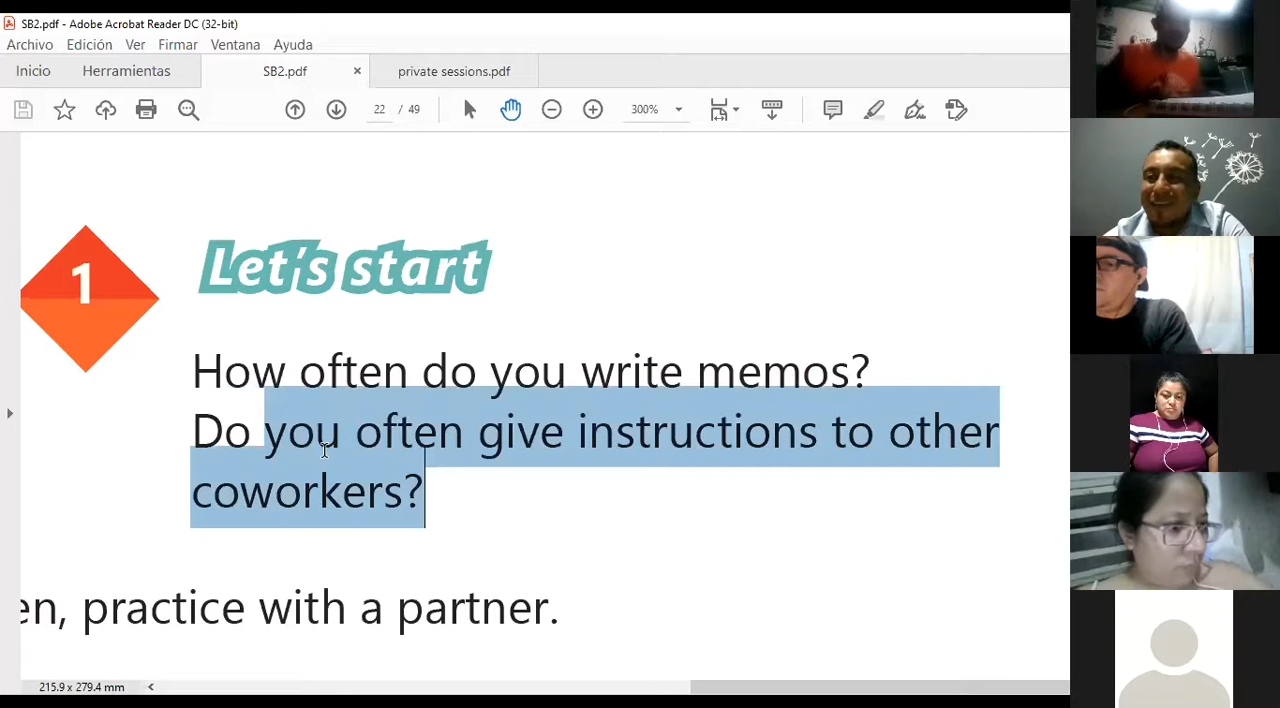 SB2.pdf - Adobe Acrobat Reader DC (32-bit)
Archivo Edición Ver Firmar Ventana Ayuda
Inicio Herramientas SB2.pdf × private sessions.pdf
22 / 49 300%
1 Let's start
How often do you write memos?
Do you often give instructions to other
coworkers?
en, practice with a partner.
215.9 x 279.4 mm